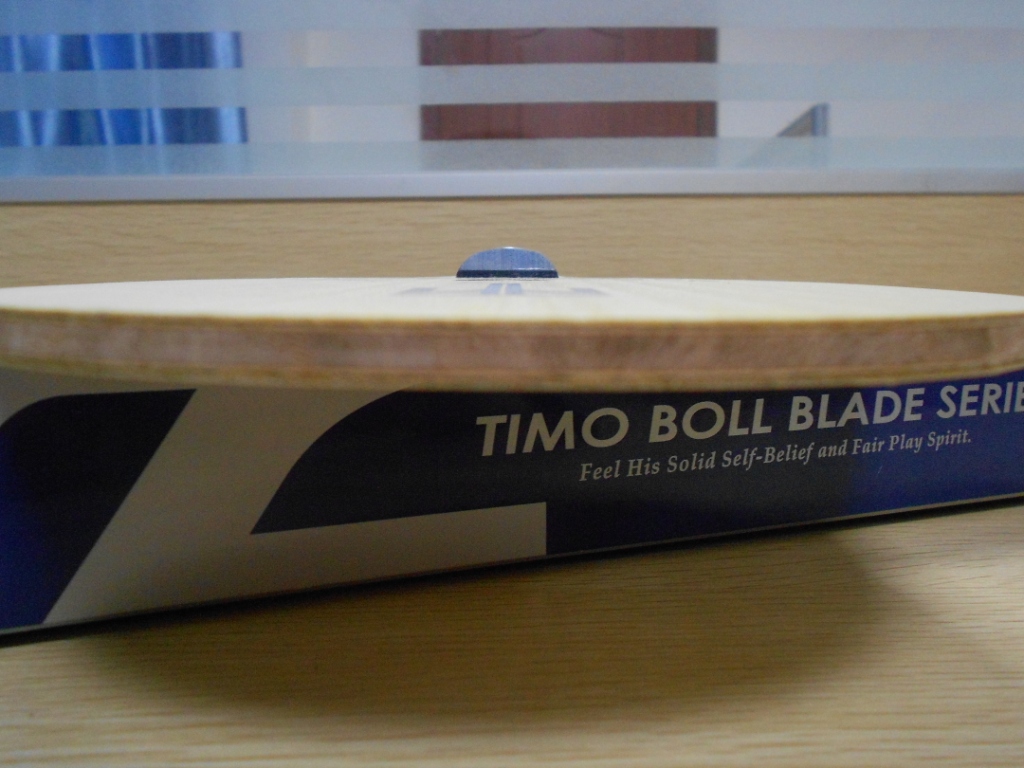 TIMO BOLL BLADE SERIE
Feel His Solid Self-Belief and Fair Play Spirit.